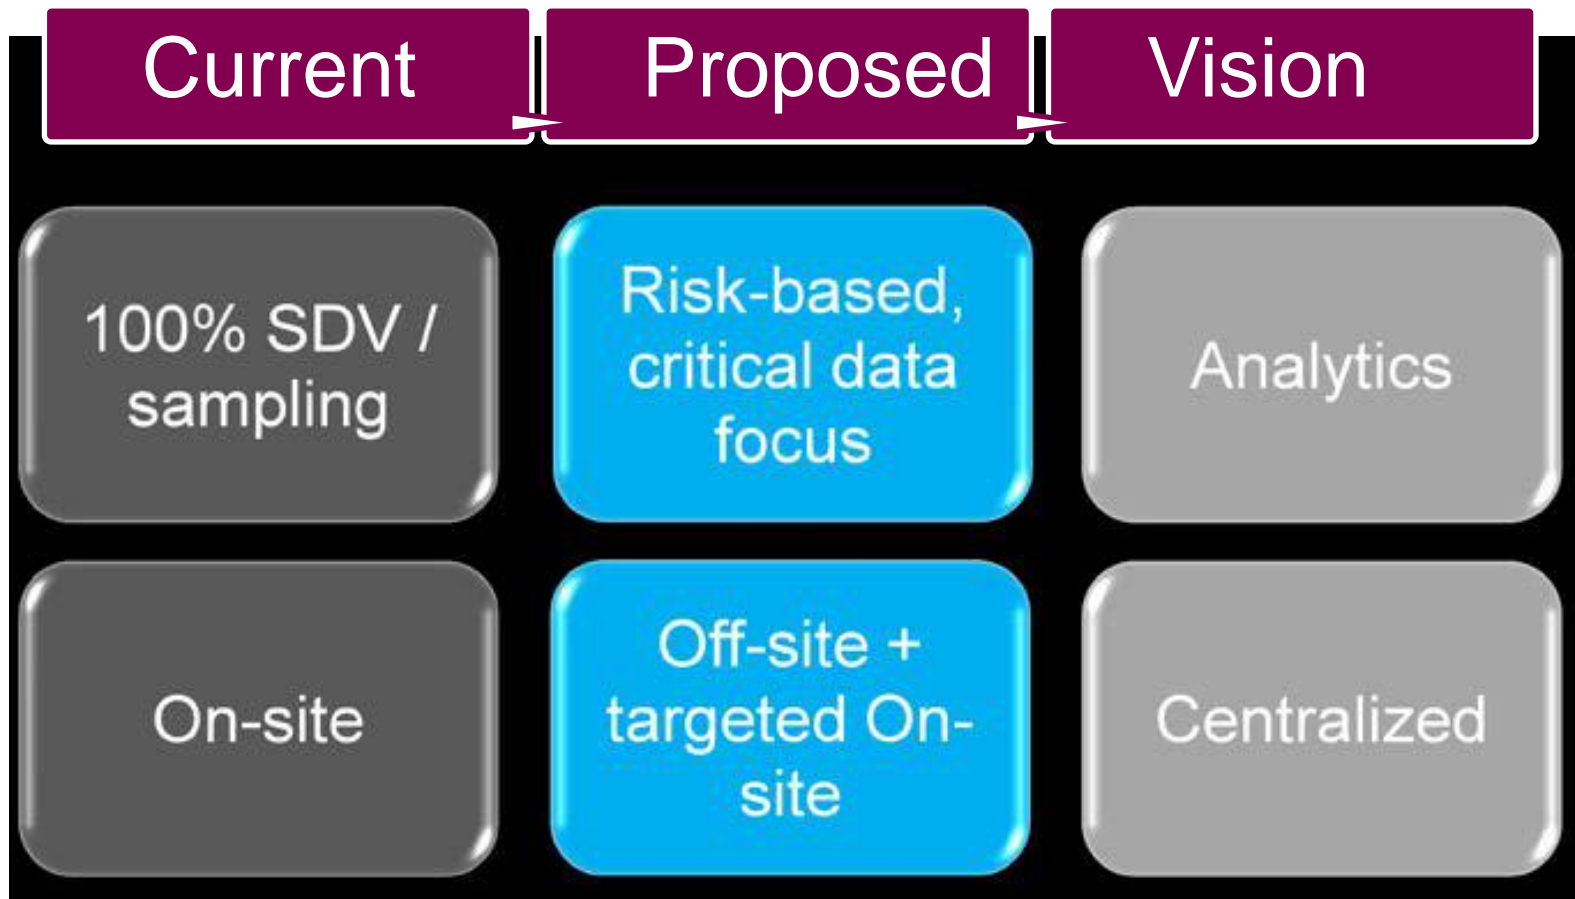 Current
Proposed
Vision
100% SDV /
sampling
Risk-based,
critical data
focus
Analytics
On-site
Off-site +
targeted On-
site
Centralized